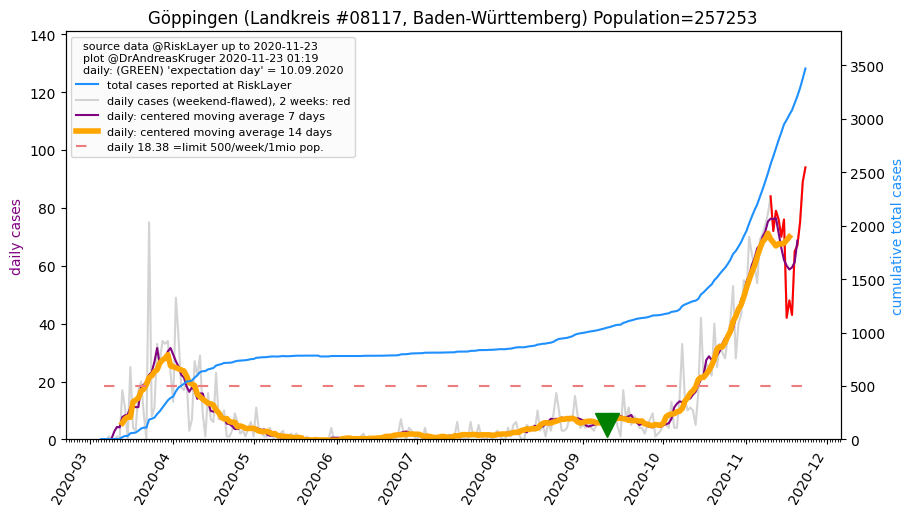 Göppingen (Landkreis #08117, Baden-Württemberg) Population=257253
source data @RiskLayer up to 2020-11-23
plot @DrAndreasKruger 2020-11-23 01:19
daily: (GREEN) 'expectation day' = 10.09.2020
total cases reported at RiskLayer
daily cases (weekend-flawed), 2 weeks: red
daily: centered moving average 7 days
daily: centered moving average 14 days
daily 18.38 =limit 500/week/1mio pop.
daily cases
140
120
100
80
60
40
20
0
cumulative total cases
3500
3000
2500
2000
1500
1000
500
0
2020-03
2020-04
2020-05
2020-06
2020-07
2020-08
2020-09
2020-10
2020-11
2020-12